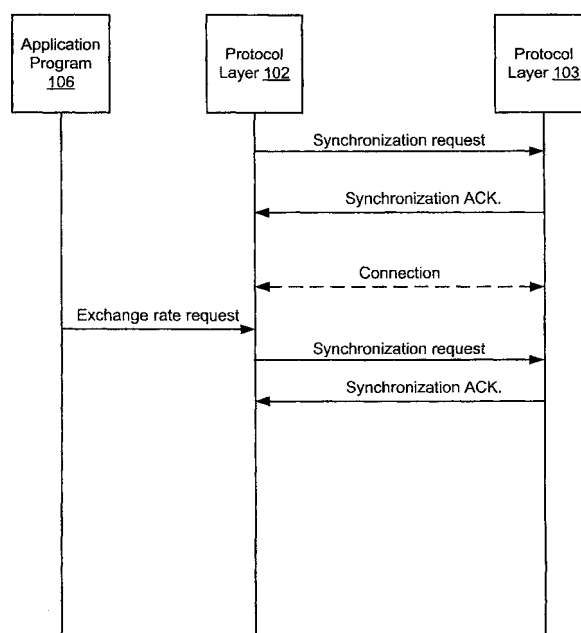 Application
Program
106
Protocol
Layer 102
Protocol
Layer 103
Synchronization request
Synchronization ACK.
Connection
Exchange rate request
Synchronization request
Synchronization ACK.